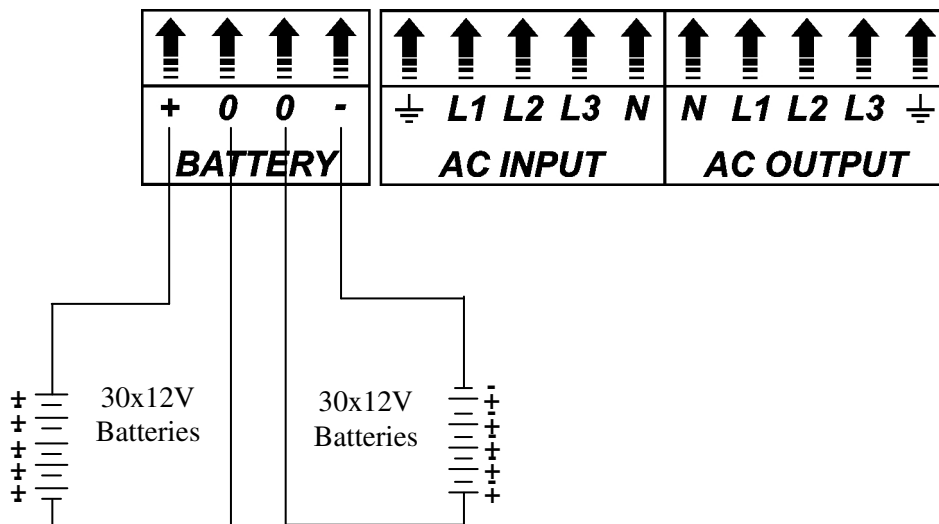 + 0 0 -
BATTERY
⏚ L1 L2 L3 N
AC INPUT
N L1 L2 L3 ⏚
AC OUTPUT
30x12V
Batteries
30x12V
Batteries